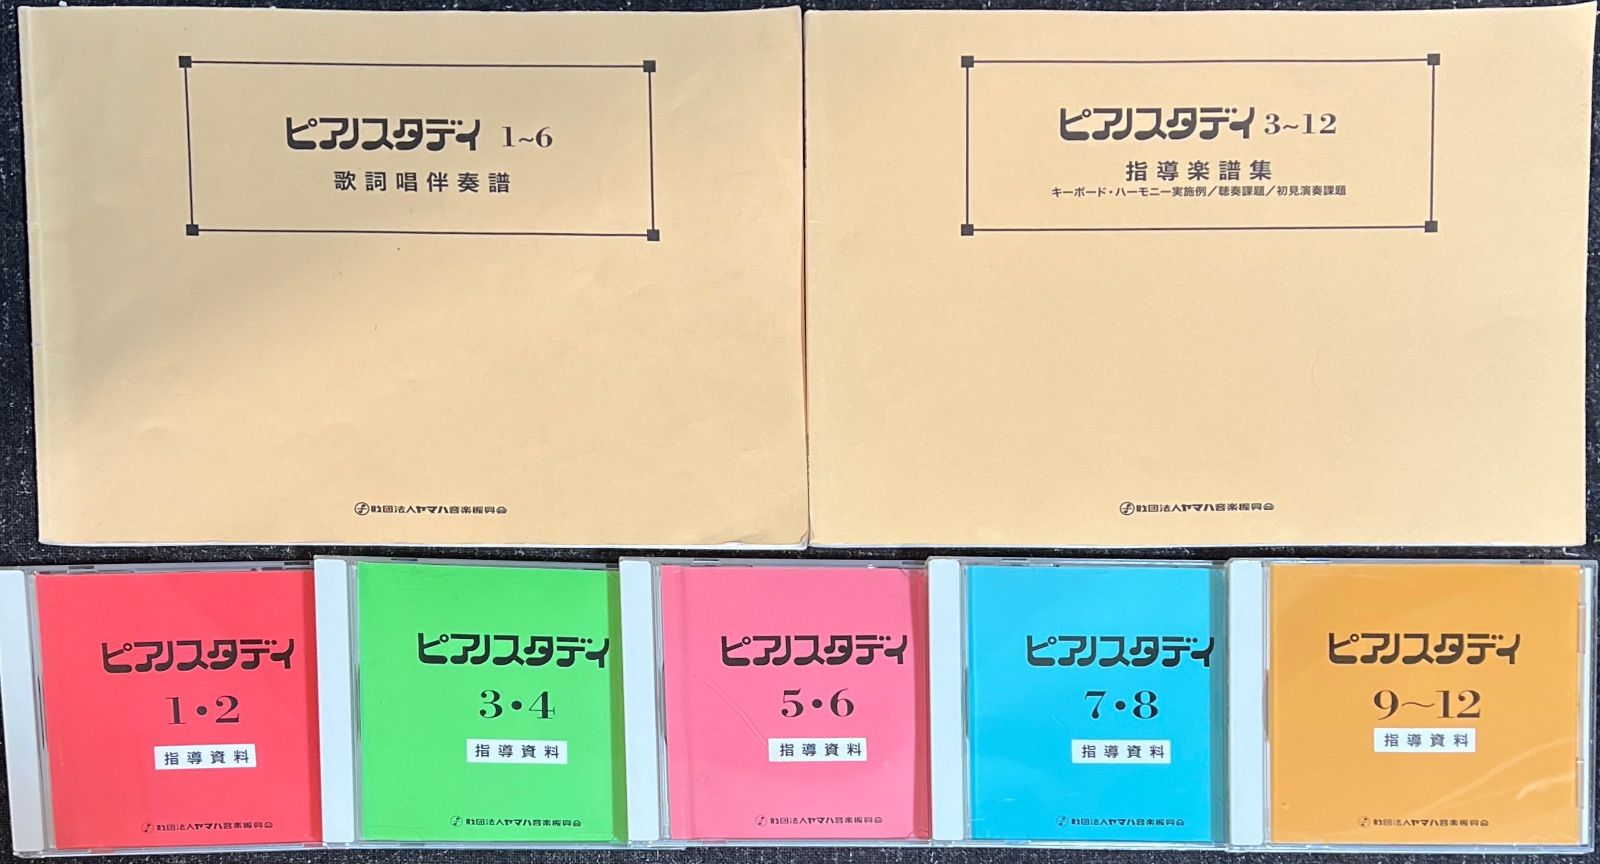 ピアノスタディ 1~6
歌詞唱伴奏譜
財団法人ヤマハ音楽振興会
ピアノスタディ 3~12
指導楽譜集
キーボード・ハーモニー実施例/聴奏課題/初見演奏課題
財団法人ヤマハ音楽振興会
ピアノスタディ
1・2
指導資料
財団法人ヤマハ音楽振興会
ピアノスタディ
3・4
指導資料
財団法人ヤマハ音楽振興会
ピアノスタディ
5・6
指導資料
財団法人ヤマハ音楽振興会
ピアノスタディ
7・8
指導資料
財団法人ヤマハ音楽振興会
ピアノスタディ
9〜12
指導資料
財団法人ヤマハ音楽振興会